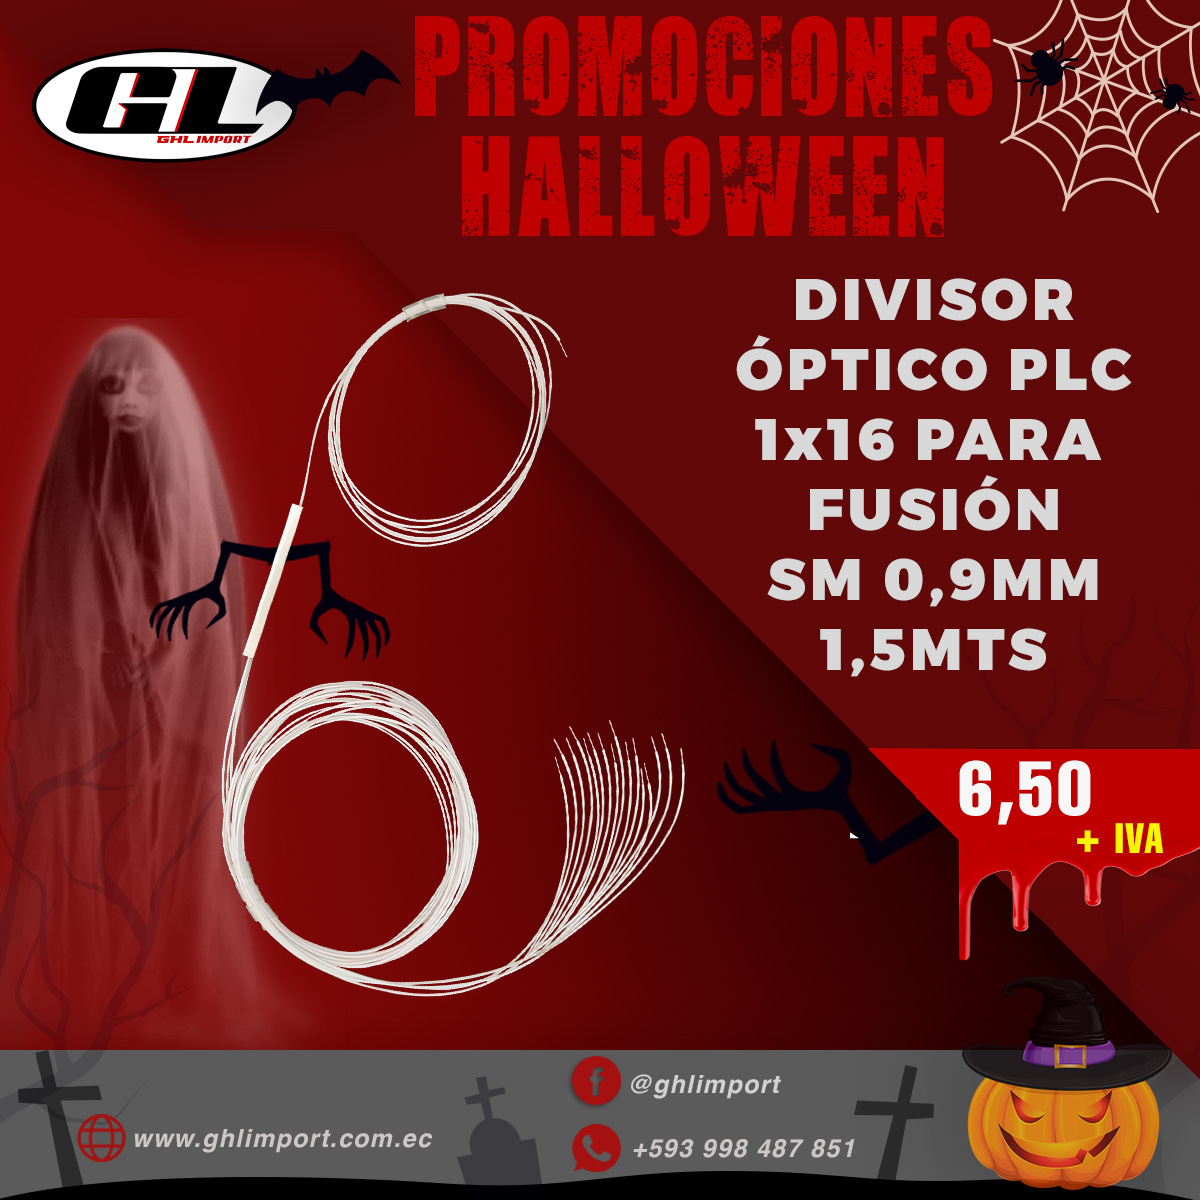 GHL
GHL IMPORT
PROMOCIONES
HALLOWEEN
DIVISOR
ÓPTICO PLC
1x16 PARA
FUSIÓN
SM 0,9MM
1,5MTS
6,50
+ IVA
@ghlimport
www.ghlimport.com.ec
+593 998 487 851